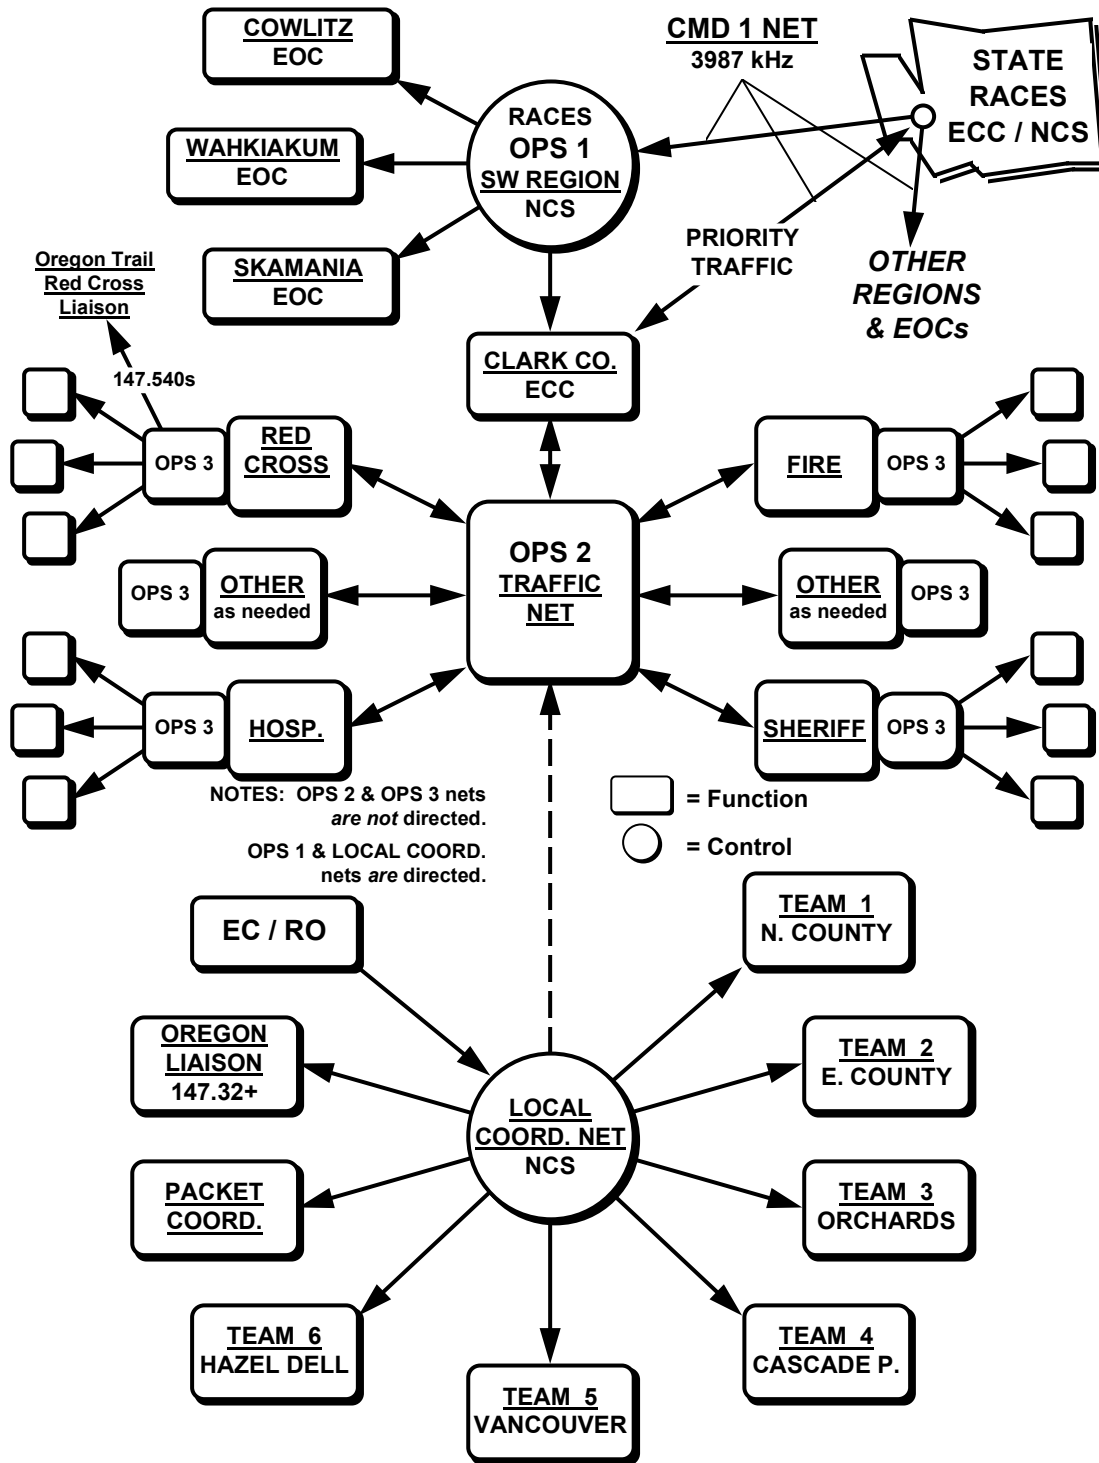 COWLITZ
EOC
CMD 1 NET
3987 kHz
STATE
RACES
ECC / NCS
RACES
OPS 1
SW REGION
NCS
WAHKIAKUM
EOC
SKAMANIA
EOC
PRIORITY
TRAFFIC
OTHER
REGIONS
& EOCs
Oregon Trail
Red Cross
Liaison
147.540s
CLARK CO.
ECC
OPS 3
RED
CROSS
FIRE
OPS 3
OPS 2
TRAFFIC
NET
OPS 3
OTHER
as needed
OTHER
as needed
OPS 3
OPS 3
HOSP.
SHERIFF
OPS 3
NOTES: OPS 2 & OPS 3 nets
are not directed.
OPS 1 & LOCAL COORD.
nets are directed.
= Function
= Control
EC / RO
TEAM 1
N. COUNTY
OREGON
LIAISON
147.32+
TEAM 2
E. COUNTY
LOCAL
COORD. NET
NCS
PACKET
COORD.
TEAM 3
ORCHARDS
TEAM 6
HAZEL DELL
TEAM 4
CASCADE P.
TEAM 5
VANCOUVER